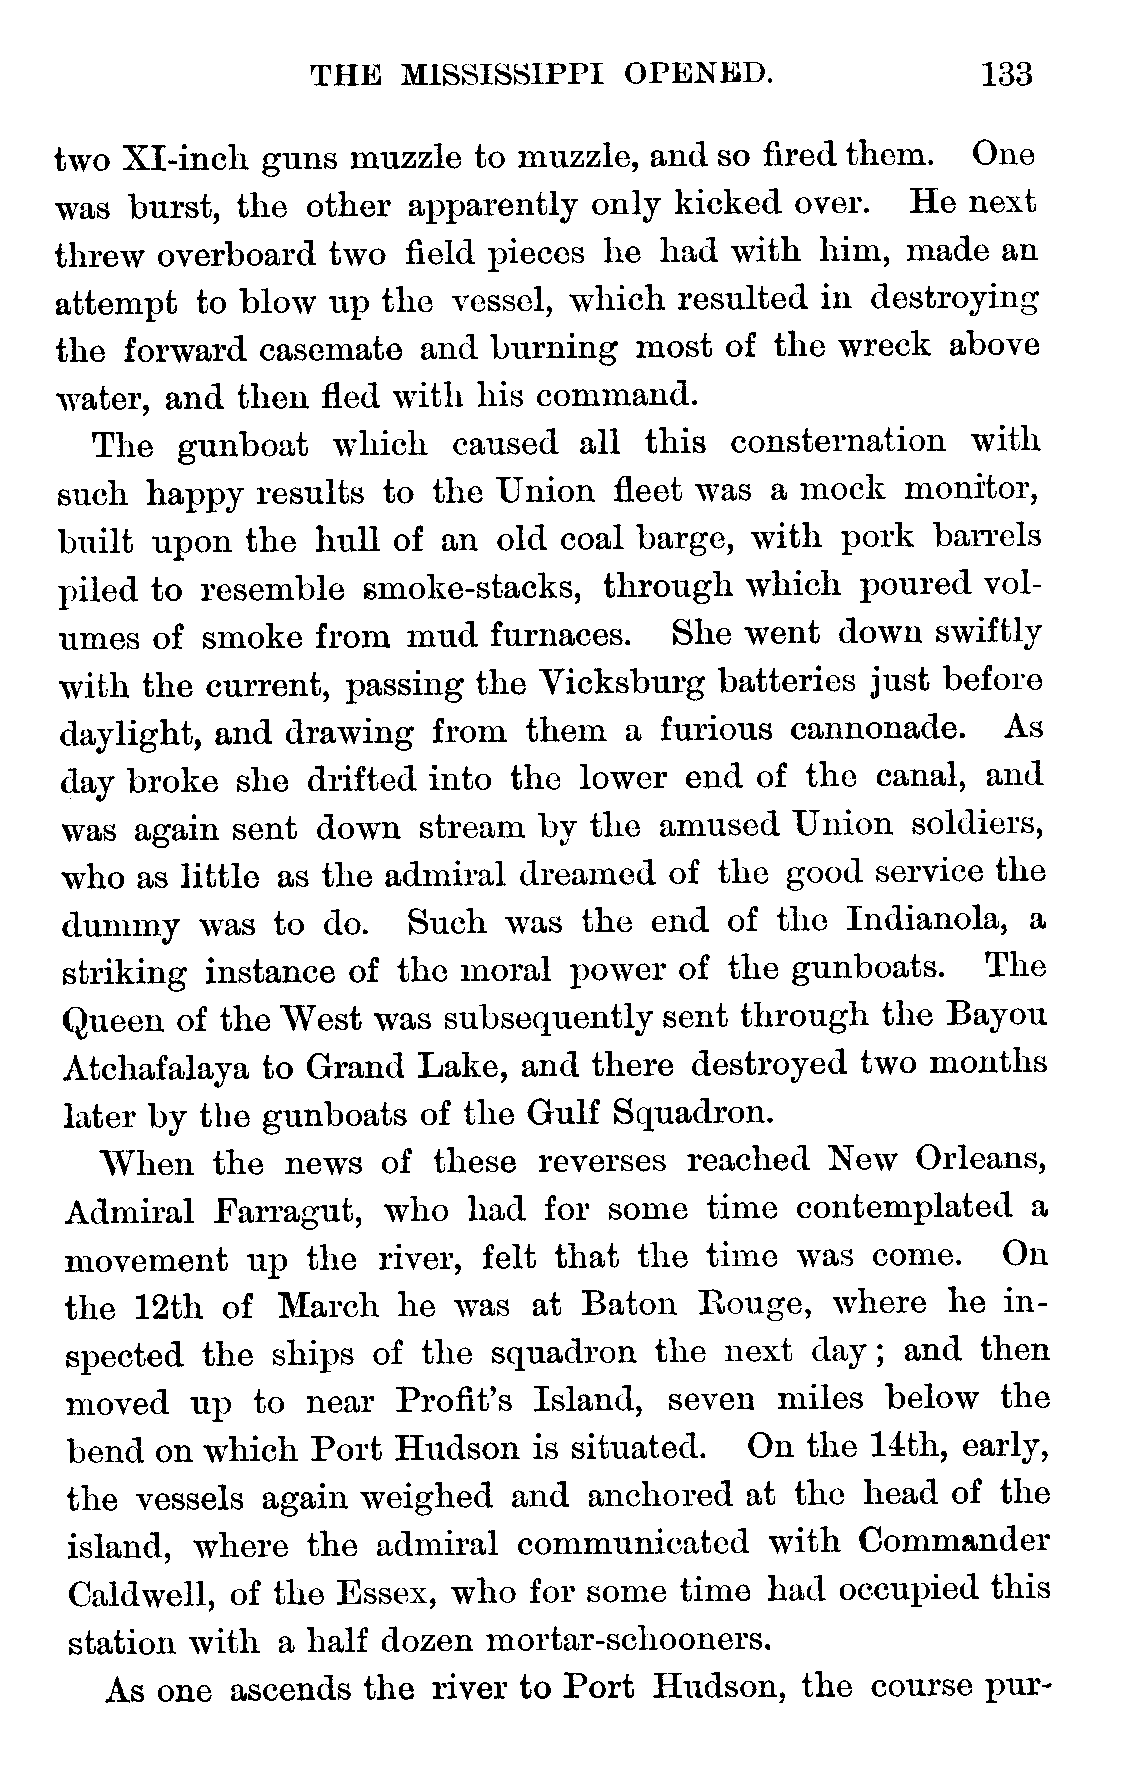 THE MISSISSIPPI OPENED. 133
two XI-inch guns muzzle to muzzle, and so fired them. One
was burst, the other apparently only kicked over. He next
threw overboard two field pieces he had with him, made an
attempt to blow up the vessel, which resulted in destroying
the forward casemate and burning most of the wreck above
water, and then fled with his command.
The gunboat which caused all this consternation with
such happy results to the Union fleet was a mock monitor,
built upon the hull of an old coal barge, with pork barrels
piled to resemble smoke-stacks, through which poured vol-
umes of smoke from mud furnaces. She went down swiftly
with the current, passing the Vicksburg batteries just before
daylight, and drawing from them a furious cannonade. As
day broke she drifted into the lower end of the canal, and
was again sent down stream by the amused Union soldiers,
who as little as the admiral dreamed of the good service the
dummy was to do. Such was the end of the Indianola, a
striking instance of the moral power of the gunboats. The
Queen of the West was subsequently sent through the Bayou
Atchafalaya to Grand Lake, and there destroyed two months
later by the gunboats of the Gulf Squadron.
When the news of these reverses reached New Orleans,
Admiral Farragut, who had for some time contemplated a
movement up the river, felt that the time was come. On
the 12th of March he was at Baton Rouge, where he in-
spected the ships of the squadron the next day; and then
moved up to near Profit's Island, seven miles below the
bend on which Port Hudson is situated. On the 14th, early,
the vessels again weighed and anchored at the head of the
island, where the admiral communicated with Commander
Caldwell, of the Essex, who for some time had occupied this
station with a half dozen mortar-schooners.
As one ascends the river to Port Hudson, the course pur-